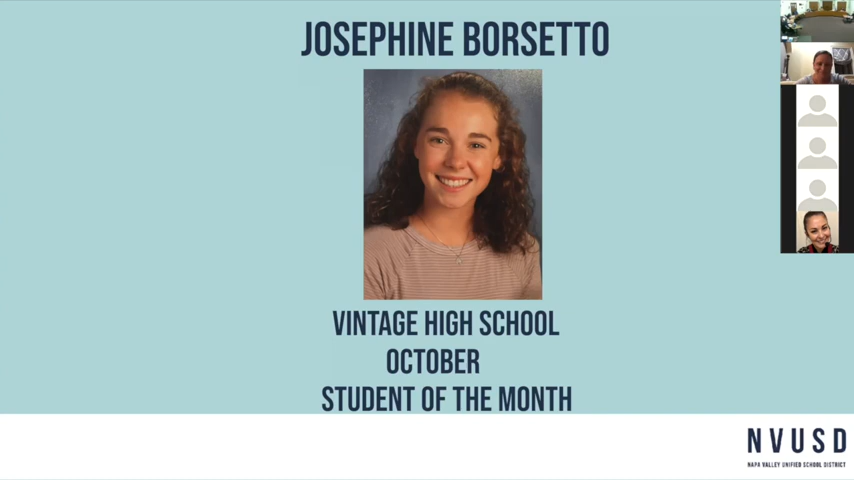 JOSEPHINE BORSETTO
VINTAGE HIGH SCHOOL
OCTOBER
STUDENT OF THE MONTH
NVUSD
NAPA VALLEY UNIFIED SCHOOL DISTRICT